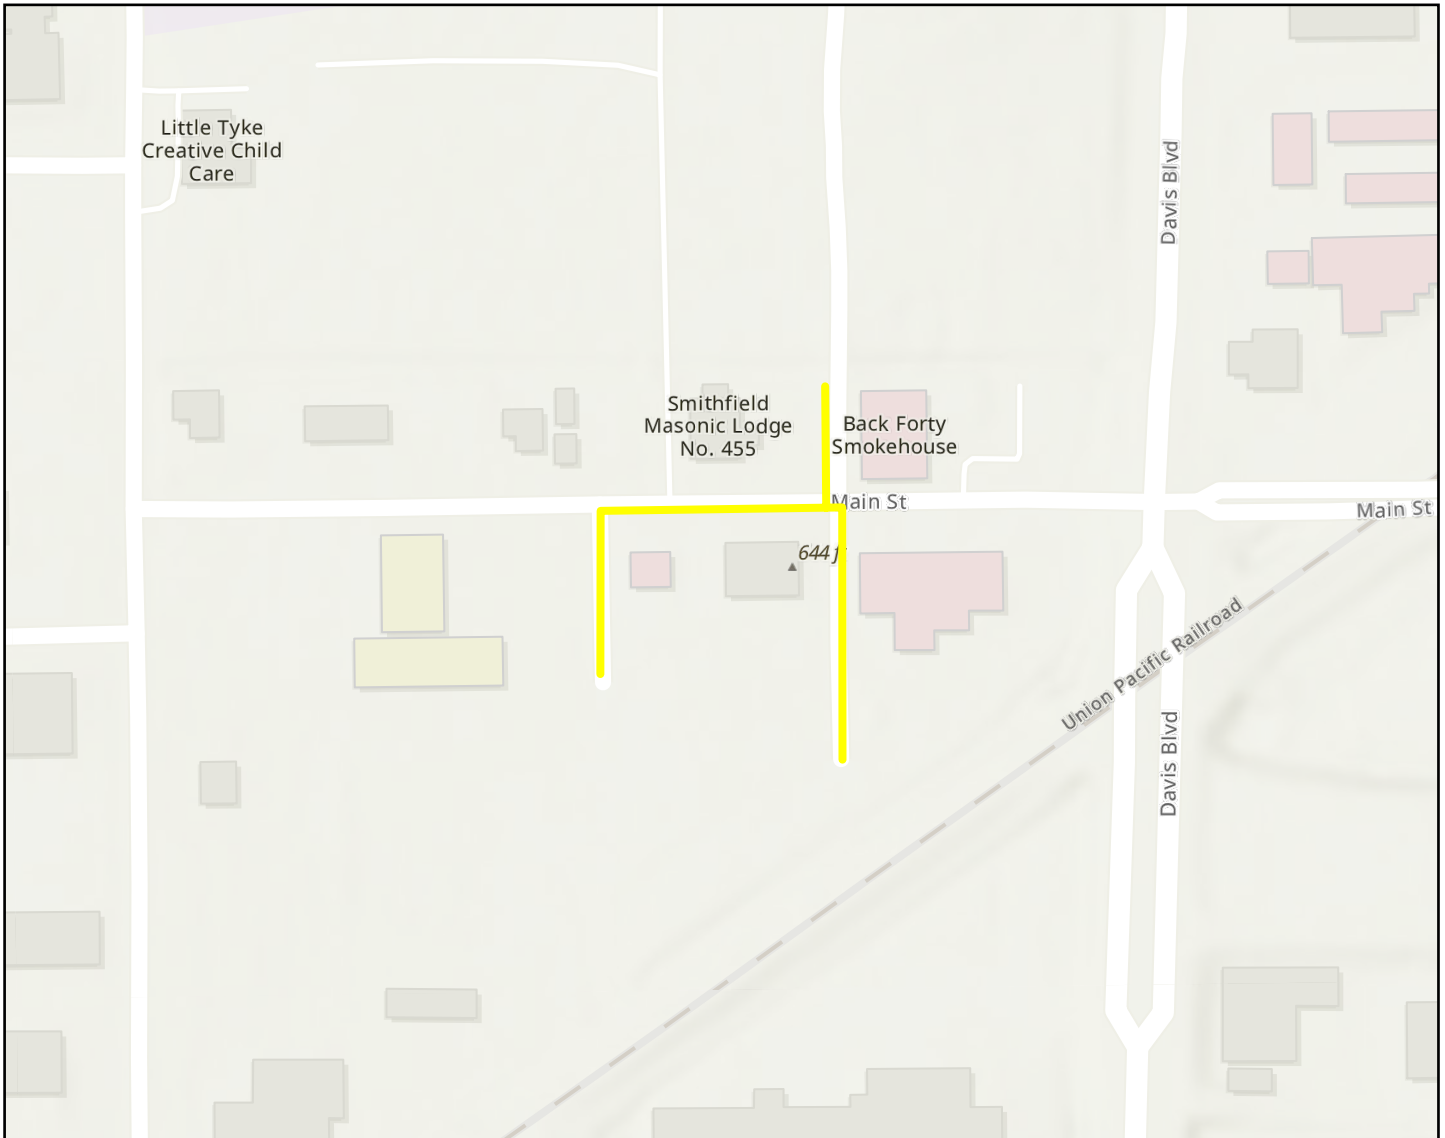 Little Tyke
Creative Child
Care
Davis Blvd
Smithfield
Masonic Lodge
No. 455
Back Forty
Smokehouse
Main St
Main St
644 f
Union Pacific Railroad
Davis Blvd